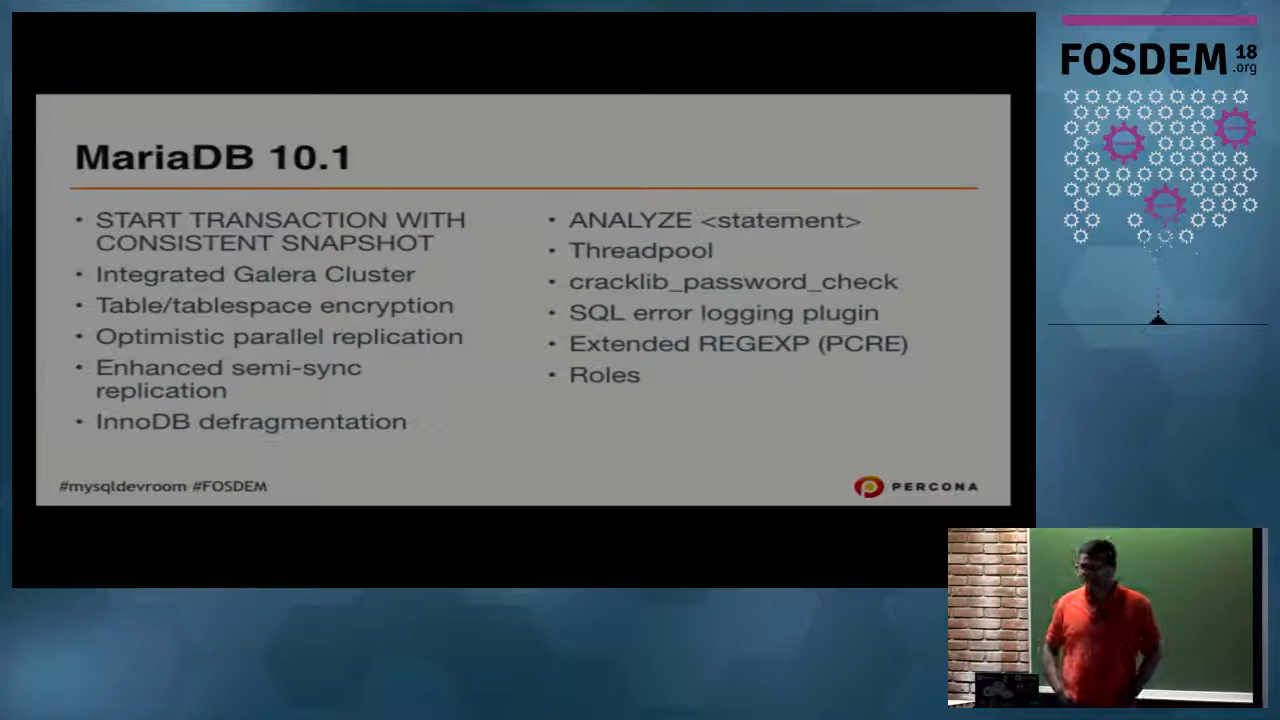 FOSDEM 18
.org
MariaDB 10.1
• START TRANSACTION WITH
CONSISTENT SNAPSHOT
• Integrated Galera Cluster
• Table/tablespace encryption
• Optimistic parallel replication
• Enhanced semi-sync
replication
• InnoDB defragmentation
• ANALYZE <statement>
• Threadpool
• cracklib_password_check
• SQL error logging plugin
• Extended REGEXP (PCRE)
• Roles
#mysqldevroom #FOSDEM
PERCONA